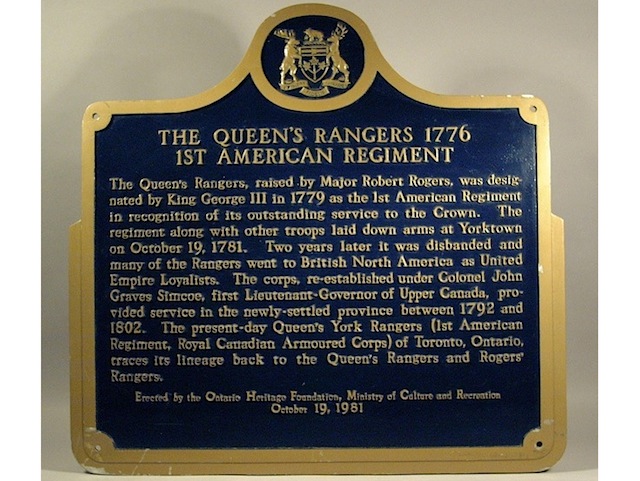 THE QUEEN'S RANGERS 1776
1ST AMERICAN REGIMENT
The Queen's Rangers, raised by Major Robert Rogers, was desig-
nated by King George III in 1779 as the 1st American Regiment
in recognition of its outstanding service to the Crown. The
regiment along with other troops laid down arms at Yorktown
on October 19, 1781. Two years later it was disbanded and
many of the Rangers went to British North America as United
Empire Loyalists. The corps, re-established under Colonel John
Graves Simcoe, first Lieutenant-Governor of Upper Canada, pro-
vided service in the newly-settled province between 1792 and
1802. The present-day Queen's York Rangers (1st American
Regiment, Royal Canadian Armoured Corps) of Toronto, Ontario,
traces its lineage back to the Queen's Rangers and Rogers'
Rangers.
Erected by the Ontario Heritage Foundation, Ministry of Culture and Recreation
October 19, 1981